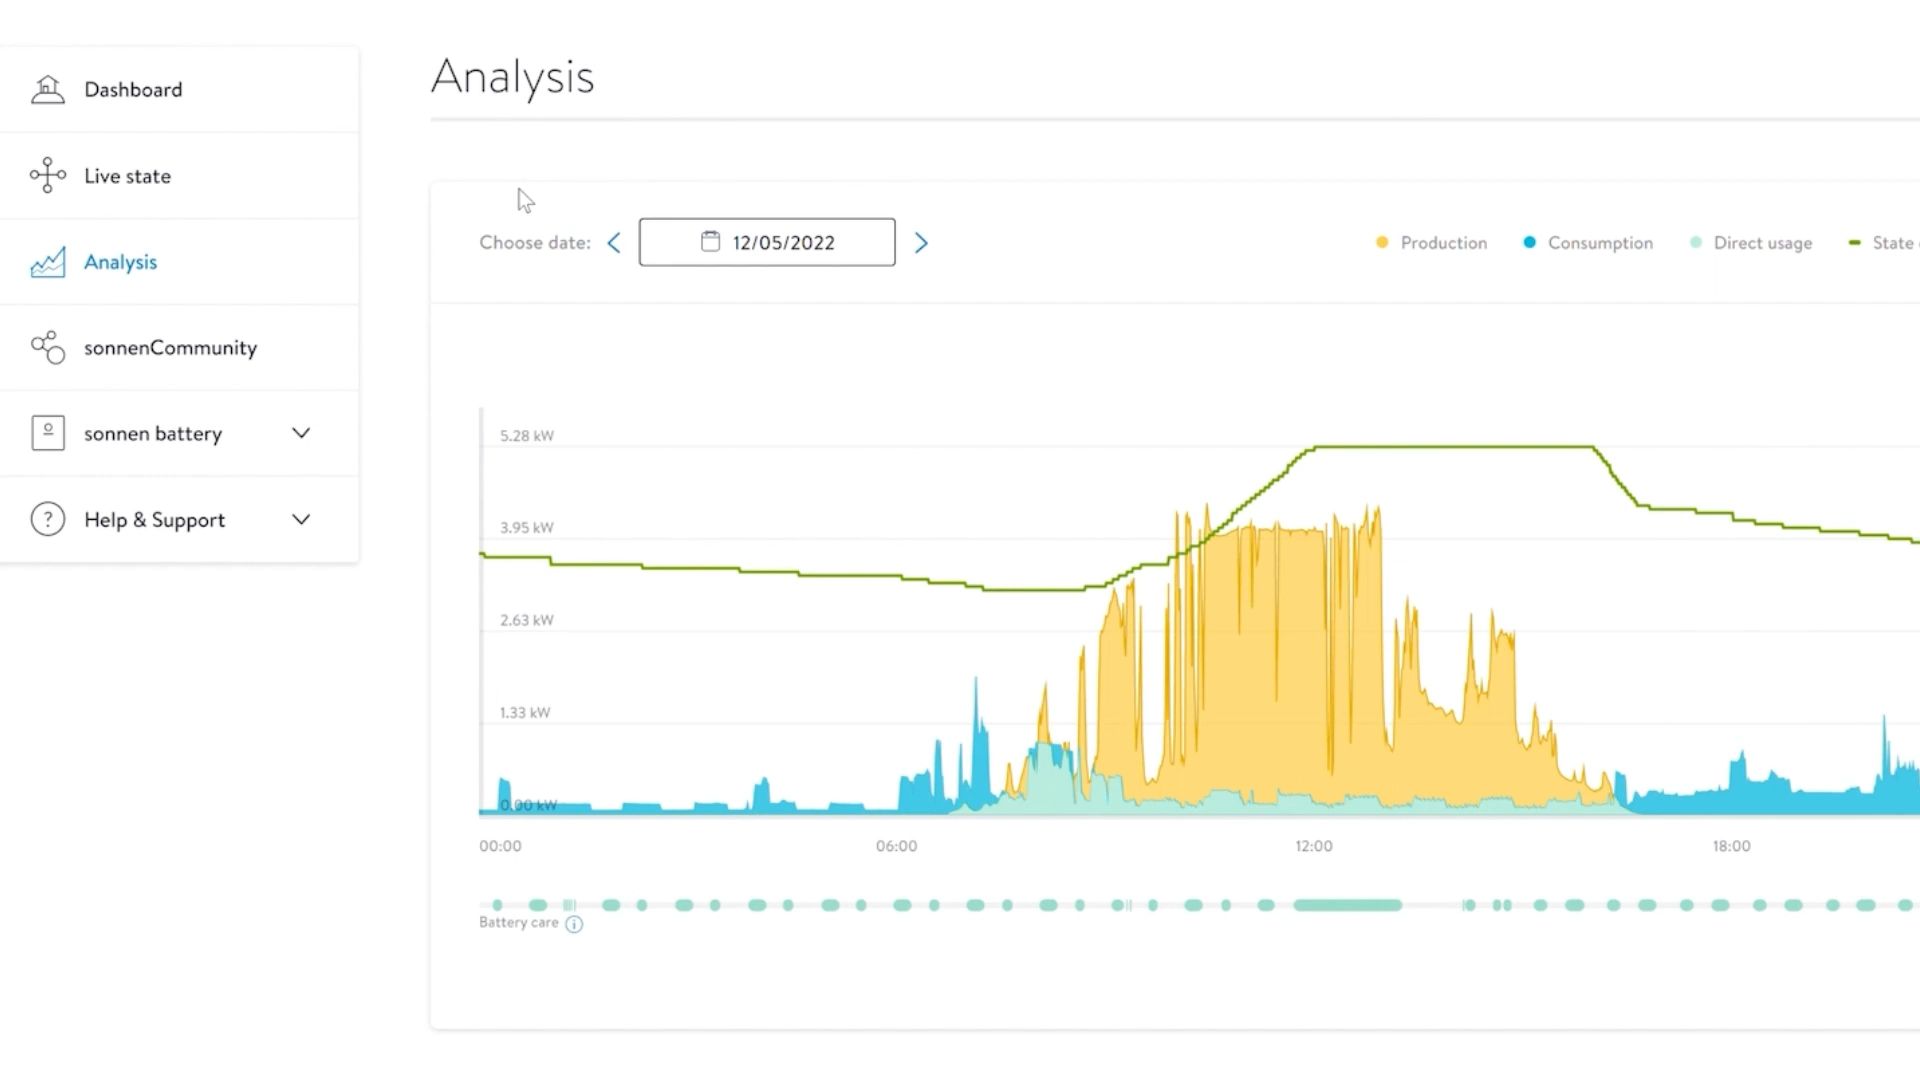 Dashboard
Live state
Analysis
sonnenCommunity
sonnen battery
Help & Support
Analysis
Choose date:
12/05/2022
Production
Consumption
Direct usage
State
5.28 kW
3.95 kW
2.63 kW
1.33 kW
0.00 kW
00:00
06:00
12:00
18:00
Battery care